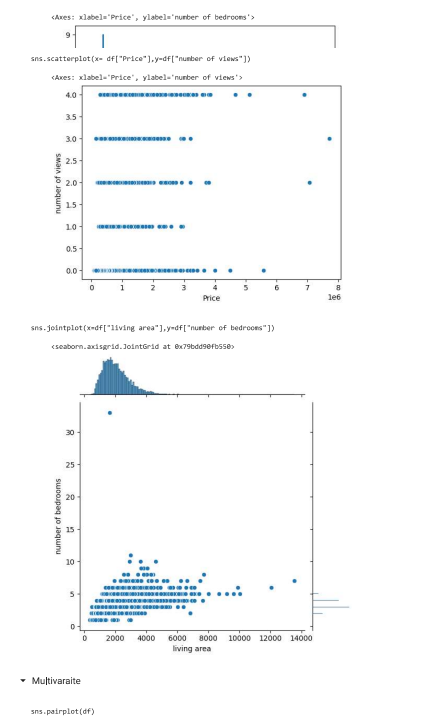 <Axes: xlabel='Price', ylabel='number of bedrooms'>
9
sns.scatterplot(x= df["Price"],y=df["number of views"])
<Axes: xlabel='Price', ylabel='number of views'>
4.0
3.5
3.0
2.5
2.0
1.5
1.0
0.5
0.0
number of views
0 1 2 3 4 5 6 7 8
Price
1e6
sns.jointplot(x=df["living area"],y=df["number of bedrooms"])
<seaborn.axisgrid.JointGrid at 0x79bdd90fb550>
30
25
20
15
10
5
0
number of bedrooms
0 2000 4000 6000 8000 10000 12000 14000
living area
Multivaraite
sns.pairplot(df)